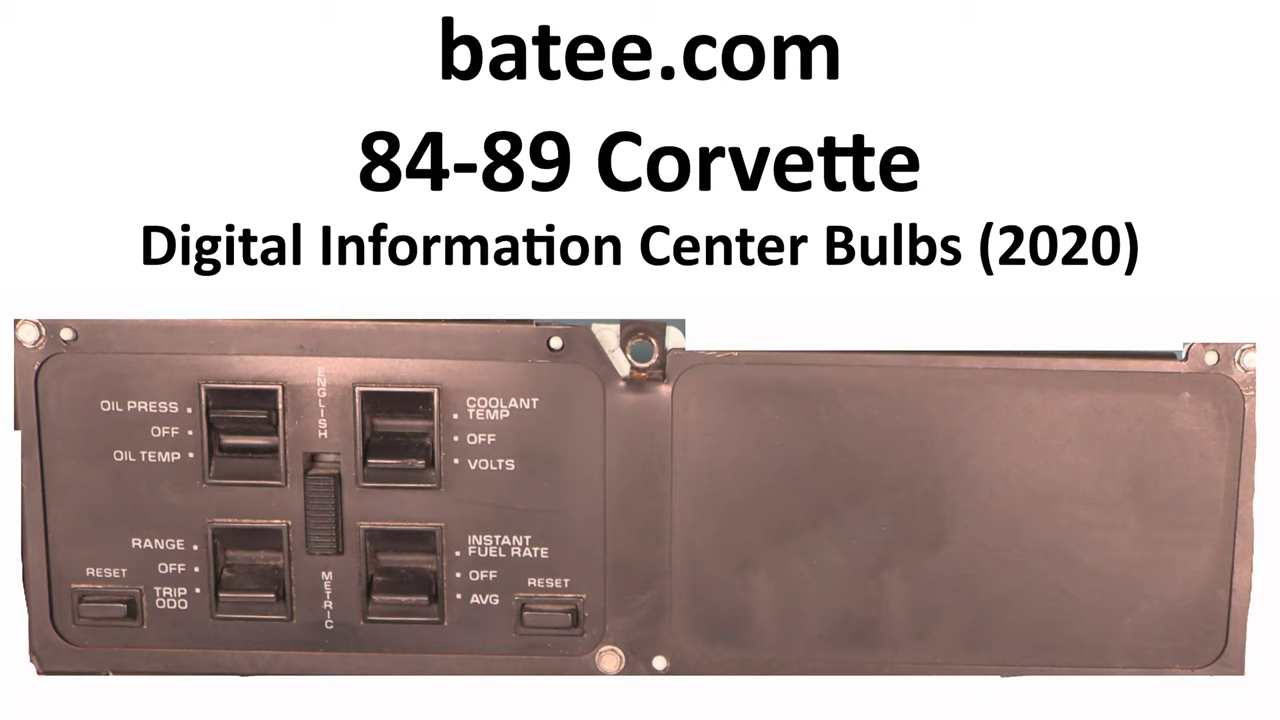 batee.com
84-89 Corvette
Digital Information Center Bulbs (2020)
OIL PRESS
OFF
OIL TEMP
ENGLISH
COOLANT
TEMP
OFF
VOLTS
RANGE
OFF
TRIP
ODO
RESET
METRIC
INSTANT
FUEL RATE
OFF
AVG
RESET